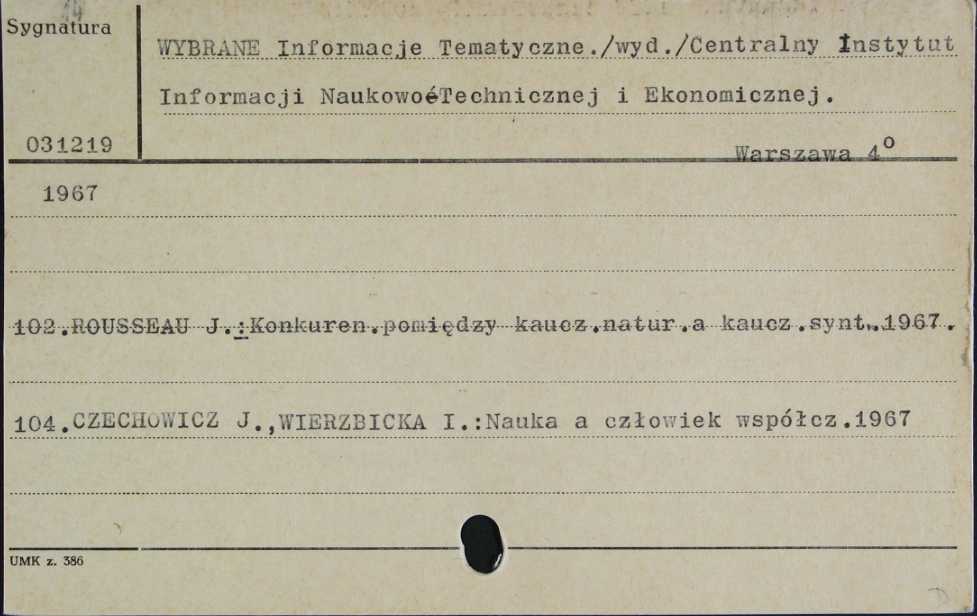 Sygnatura
WYBRANE Informacje Tematyczne./wyd./Centralny Instytut
Informacji NaukowoéTechnicznej i Ekonomicznej.
031219
Warszawa 4o
1967
102.ROUSSEAU J.:Konkuren.pomiędzy kaucz.natur.a kaucz.synt..1967.
104.CZECHOWICZ J.,WIERZBICKA I.:Nauka a człowiek współcz.1967
UMK z. 386